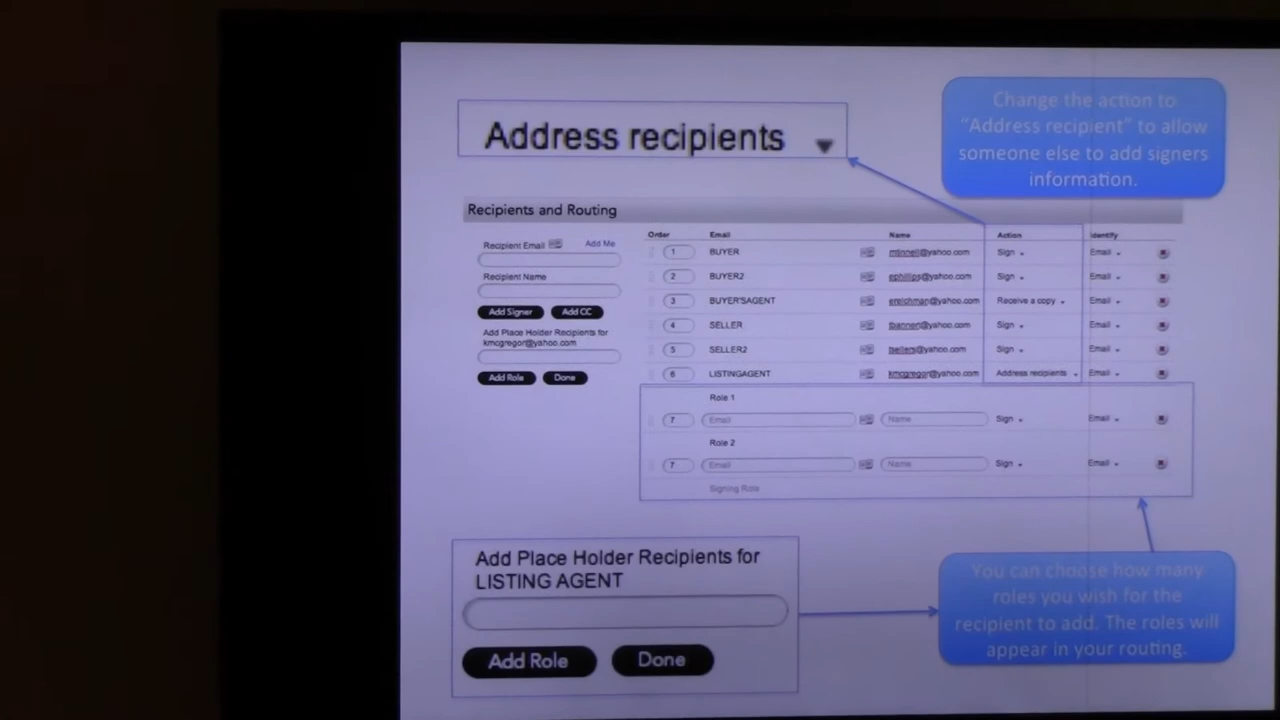 Address recipients
Change the action to
“Address recipient” to allow
someone else to add signers
information.
Recipients and Routing
Recipient Email Add Me
Recipient Name
Add Signer Add CC
Add Place Holder Recipients for
kmcgregor@yahoo.com
Add Role Done
Order Email Name Action Identify
1 BUYER Sign Email
2 BUYER2 ephillips@yahoo.com Sign Email
3 BUYER'SAGENT Receive a copy Email
4 SELLER Sign Email
5 SELLER2 tsellers@yahoo.com Sign Email
6 LISTINGAGENT kmcgregor@yahoo.com Address recipients Email
Role 1
7 Email Name Sign Email
Role 2
7 Email Name Sign Email
Signing Role
Add Place Holder Recipients for
LISTING AGENT
Add Role Done
You can choose how many
roles you wish for the
recipient to add. The roles will
appear in your routing.